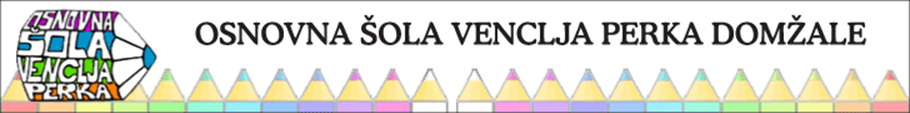 OSNOVNA
ŠOLA
VENCLJA
PERKA
OSNOVNA ŠOLA VENCLJA PERKA DOMŽALE